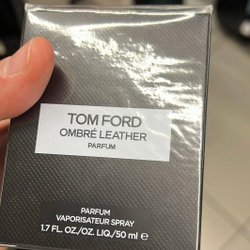 TOM FORD
OMBRÉ LEATHER
PARFUM
PARFUM
VAPORISATEUR SPRAY
1.7 FL. OZ./OZ. LIQ./50 ml ℮